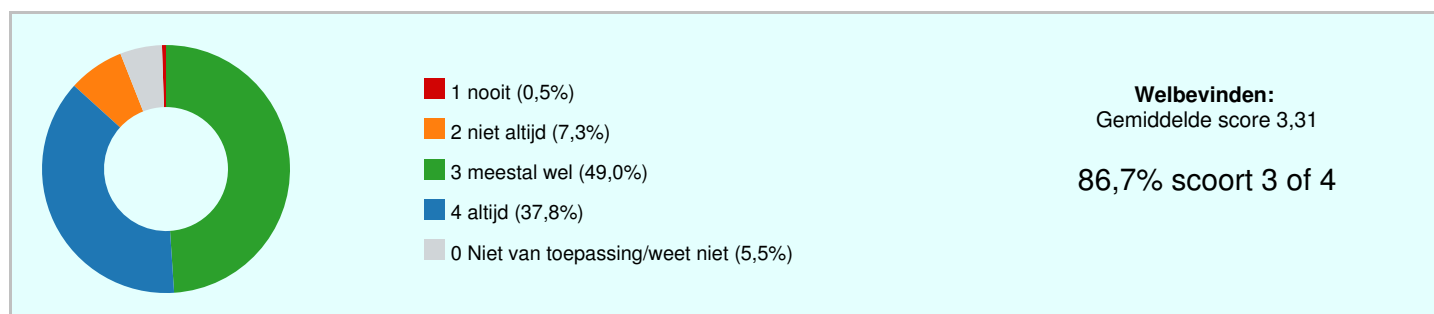 1 nooit (0,5%)
2 niet altijd (7,3%)
3 meestal wel (49,0%)
4 altijd (37,8%)
0 Niet van toepassing/weet niet (5,5%)
Welbevinden:
Gemiddelde score 3,31
86,7% scoort 3 of 4